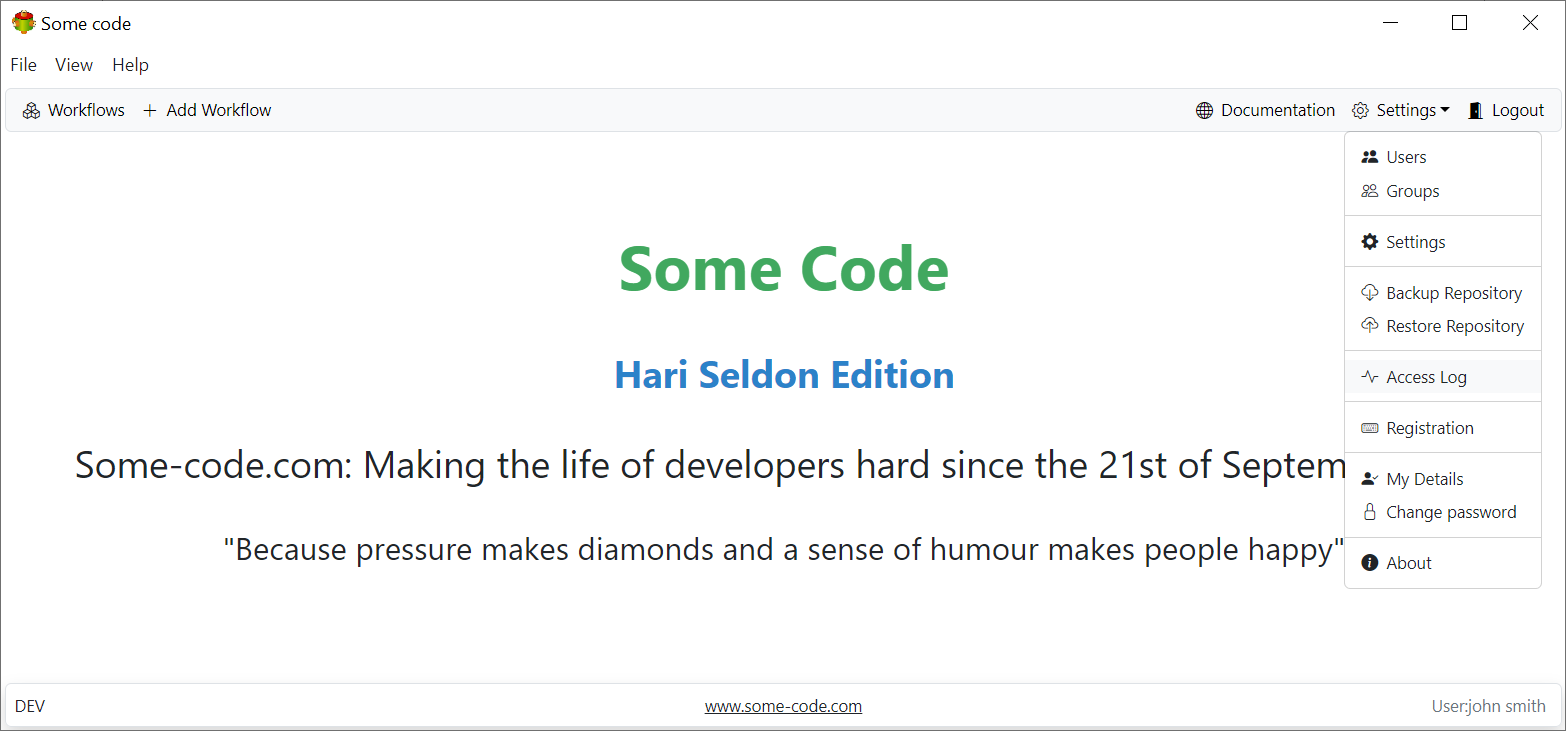 Some code
File View Help
Workflows Add Workflow Documentation Settings Logout
Users
Groups
Settings
Backup Repository
Restore Repository
Access Log
Registration
My Details
Change password
About
Some Code
Hari Seldon Edition
Some-code.com: Making the life of developers hard since the 21st of
"Because pressure makes diamonds and a sense of humour makes people happy"
DEV www.some-code.com User:john smith